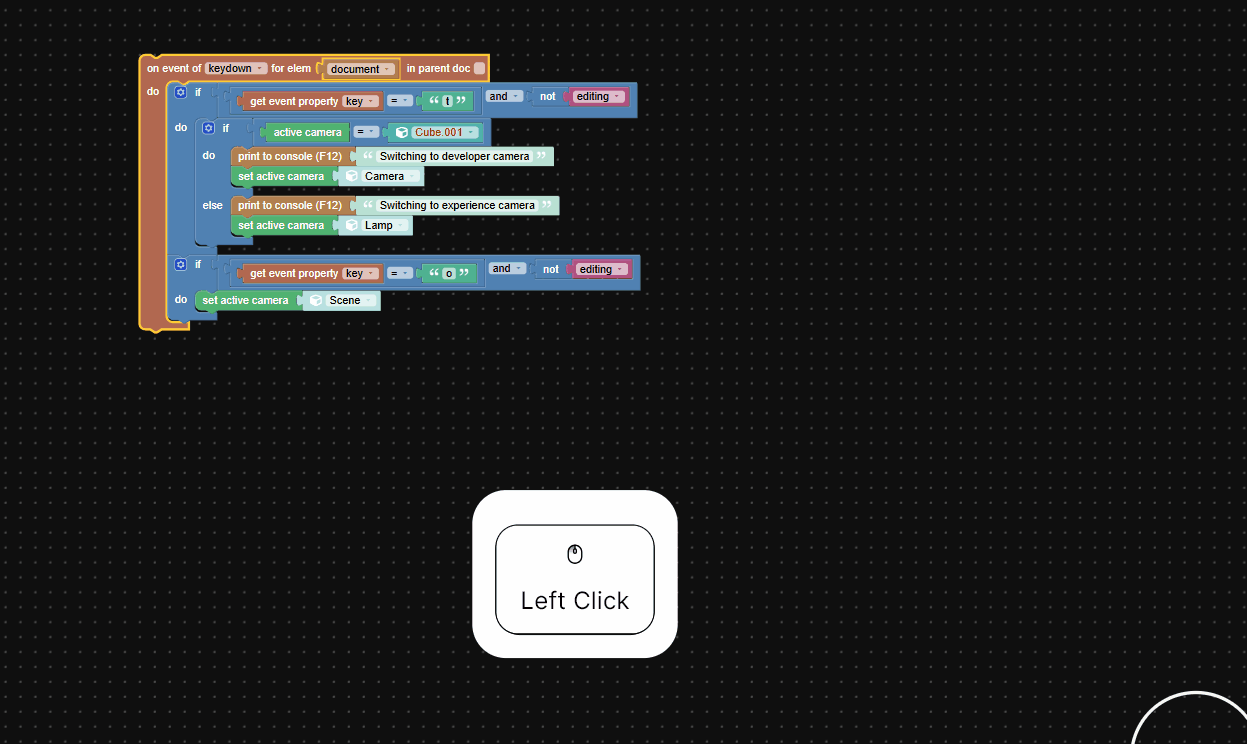 on event of keydown for elem document in parent doc
do if get event property key = “ t ” and not editing
do if active camera = Cube.001
do print to console (F12) “ Switching to developer camera ”
set active camera Camera
else print to console (F12) “ Switching to experience camera ”
set active camera Lamp
if get event property key = “ o ” and not editing
do set active camera Scene
Left Click